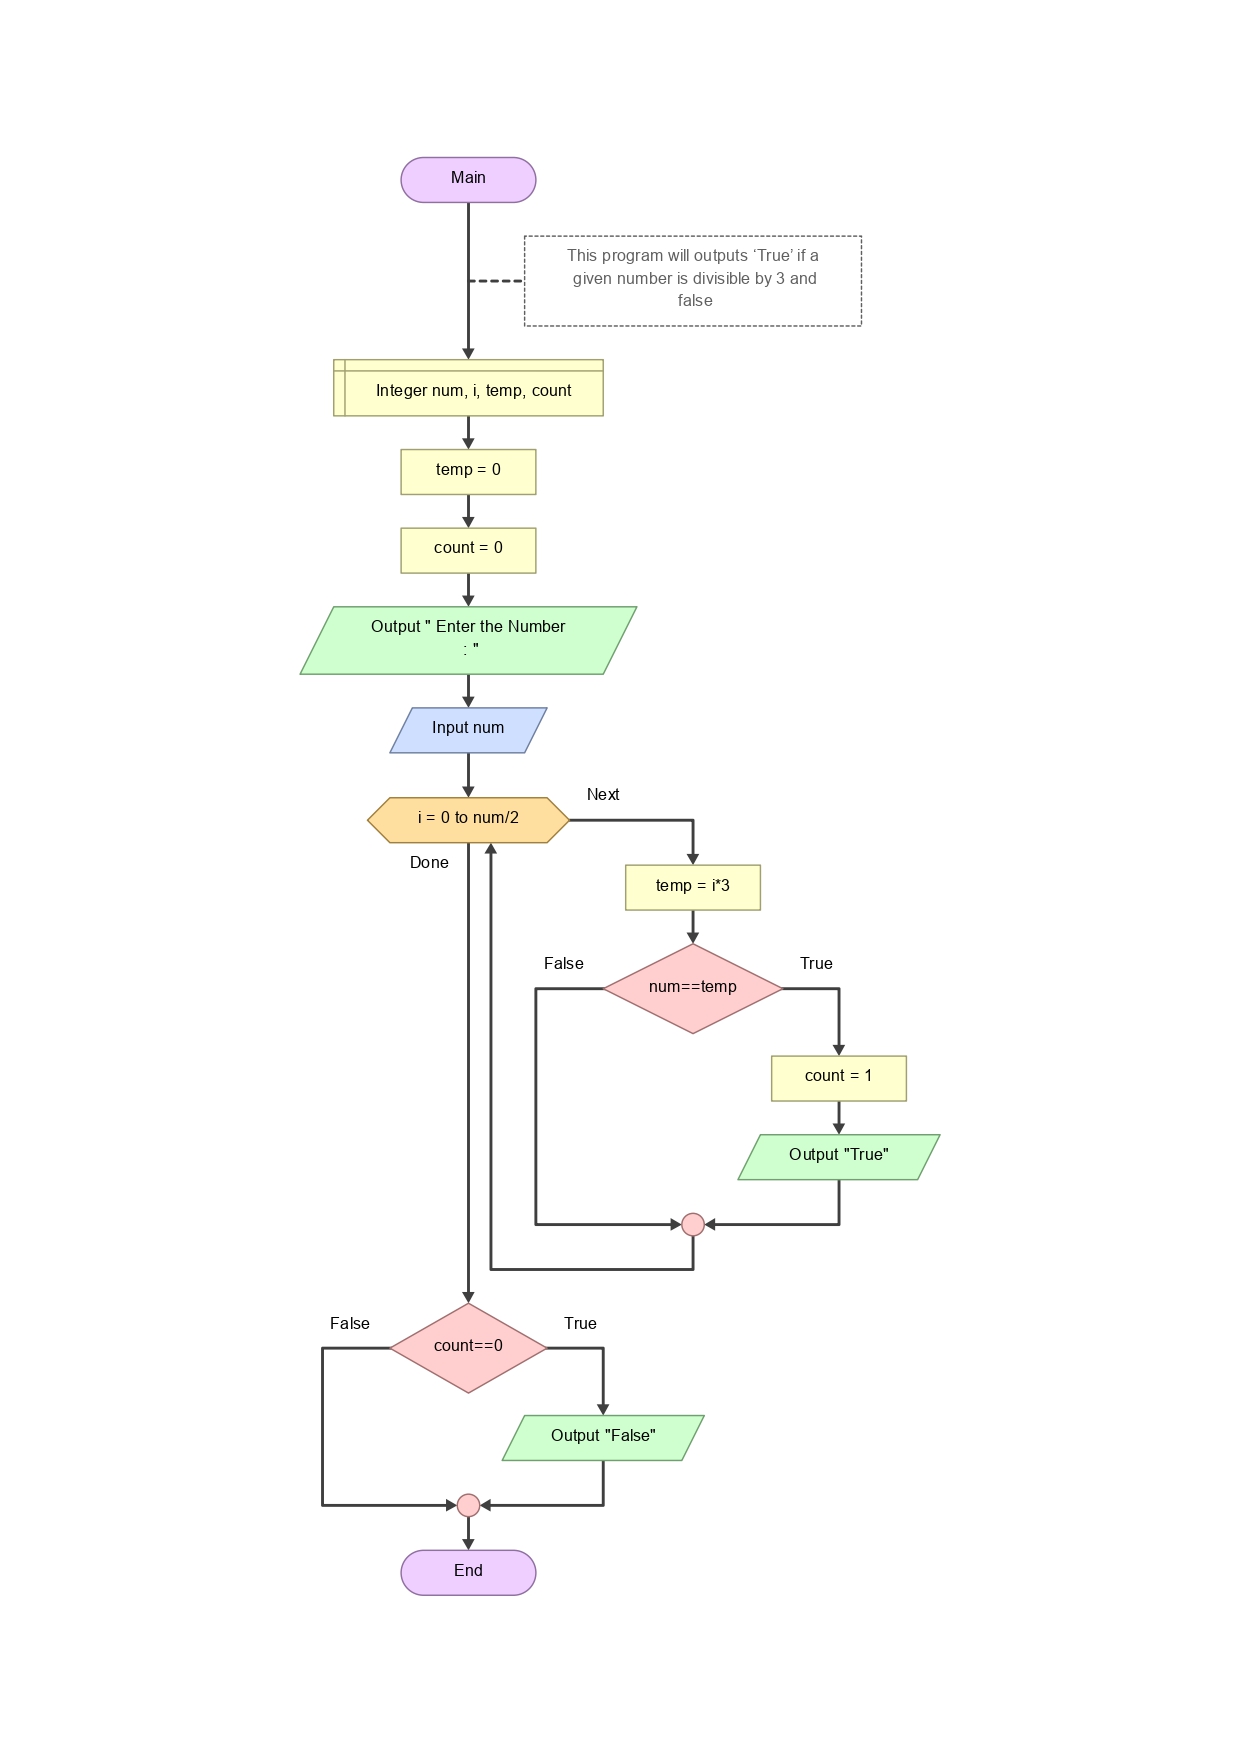 Main
This program will outputs ‘True’ if a
given number is divisible by 3 and
false
Integer num, i, temp, count
temp = 0
count = 0
Output " Enter the Number
: "
Input num
i = 0 to num/2
Next
Done
temp = i*3
False
True
num==temp
count = 1
Output "True"
False
True
count==0
Output "False"
End